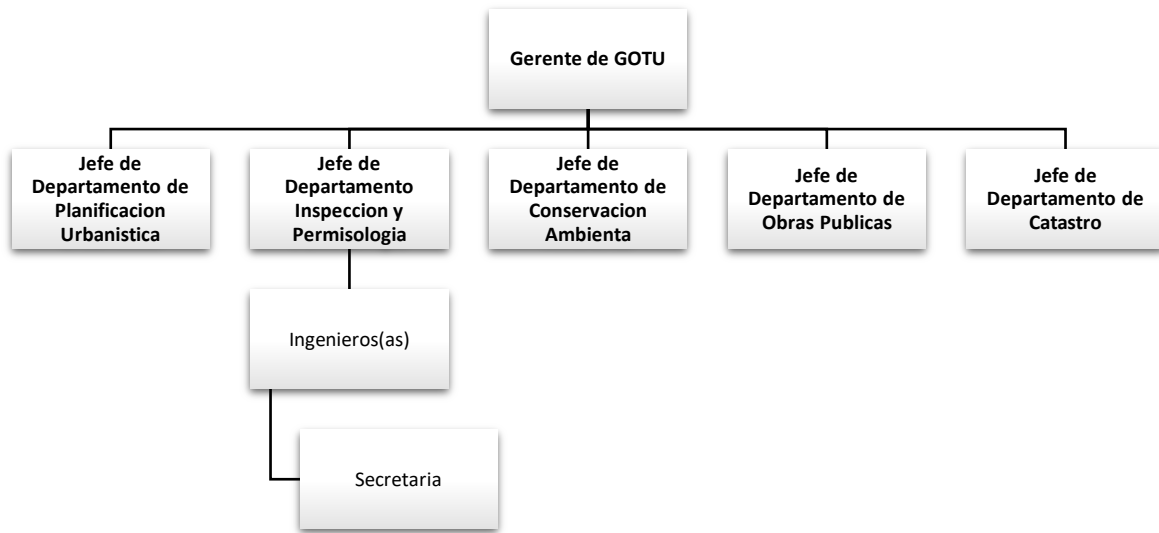 Gerente de GOTU
Jefe de
Departamento de
Planificacion
Urbanistica
Jefe de
Departamento
Inspeccion y
Permisologia
Jefe de
Departamento de
Conservacion
Ambienta
Jefe de
Departamento de
Obras Publicas
Jefe de
Departamento de
Catastro
Ingenieros(as)
Secretaria